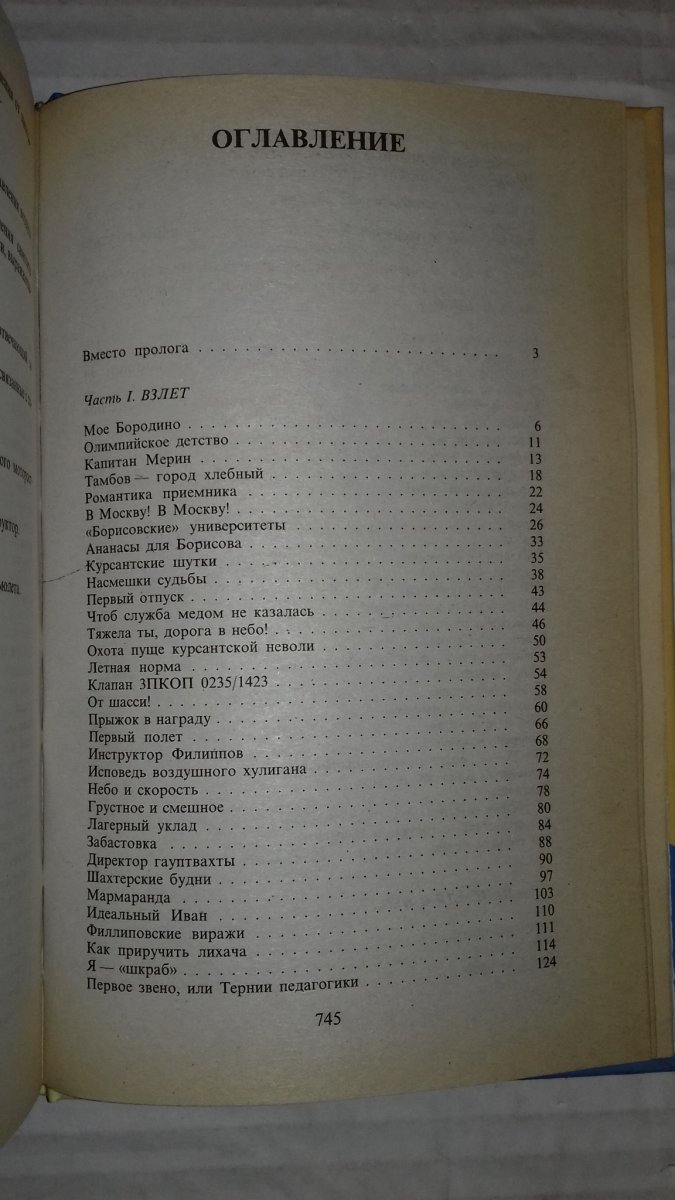 отвечающий и
руктор.
ОГЛАВЛЕНИЕ
Вместо пролога . . . . . . . . . . . . . . . . . . . . . . 3
Часть I. ВЗЛЕТ
Мое Бородино . . . . . . . . . . . . . . . . . . . . . . 6
Олимпийское детство . . . . . . . . . . . . . . . . . . 11
Капитан Мерин . . . . . . . . . . . . . . . . . . . . . 13
Тамбов — город хлебный . . . . . . . . . . . . . . . . 18
Романтика приемника . . . . . . . . . . . . . . . . . . 22
В Москву! В Москву! . . . . . . . . . . . . . . . . . . 24
«Борисовские» университеты . . . . . . . . . . . . . . 26
Ананасы для Борисова . . . . . . . . . . . . . . . . . 33
Курсантские шутки . . . . . . . . . . . . . . . . . . . 35
Насмешки судьбы . . . . . . . . . . . . . . . . . . . . 38
Первый отпуск . . . . . . . . . . . . . . . . . . . . . 43
Чтоб служба медом не казалась . . . . . . . . . . . . 44
Тяжела ты, дорога в небо! . . . . . . . . . . . . . . . 46
Охота пуще курсантской неволи . . . . . . . . . . . . 50
Летная норма . . . . . . . . . . . . . . . . . . . . . . 53
Клапан ЗПКОП 0235/1423 . . . . . . . . . . . . . . . 54
От шасси! . . . . . . . . . . . . . . . . . . . . . . . . 58
Прыжок в награду . . . . . . . . . . . . . . . . . . . 60
Первый полет . . . . . . . . . . . . . . . . . . . . . . 66
Инструктор Филиппов . . . . . . . . . . . . . . . . . 68
Исповедь воздушного хулигана . . . . . . . . . . . . 72
Небо и скорость . . . . . . . . . . . . . . . . . . . . 74
Грустное и смешное . . . . . . . . . . . . . . . . . . 78
Лагерный уклад . . . . . . . . . . . . . . . . . . . . 80
Забастовка . . . . . . . . . . . . . . . . . . . . . . . 84
Директор гауптвахты . . . . . . . . . . . . . . . . . . 88
Шахтерские будни . . . . . . . . . . . . . . . . . . . 90
Мармаранда . . . . . . . . . . . . . . . . . . . . . . . 97
Идеальный Иван . . . . . . . . . . . . . . . . . . . . 103
Филлиповские виражи . . . . . . . . . . . . . . . . . 110
Как приручить лихача . . . . . . . . . . . . . . . . . 111
Я — «шкраб» . . . . . . . . . . . . . . . . . . . . . . 114
Первое звено, или Тернии педагогики . . . . . . . . . 124
745